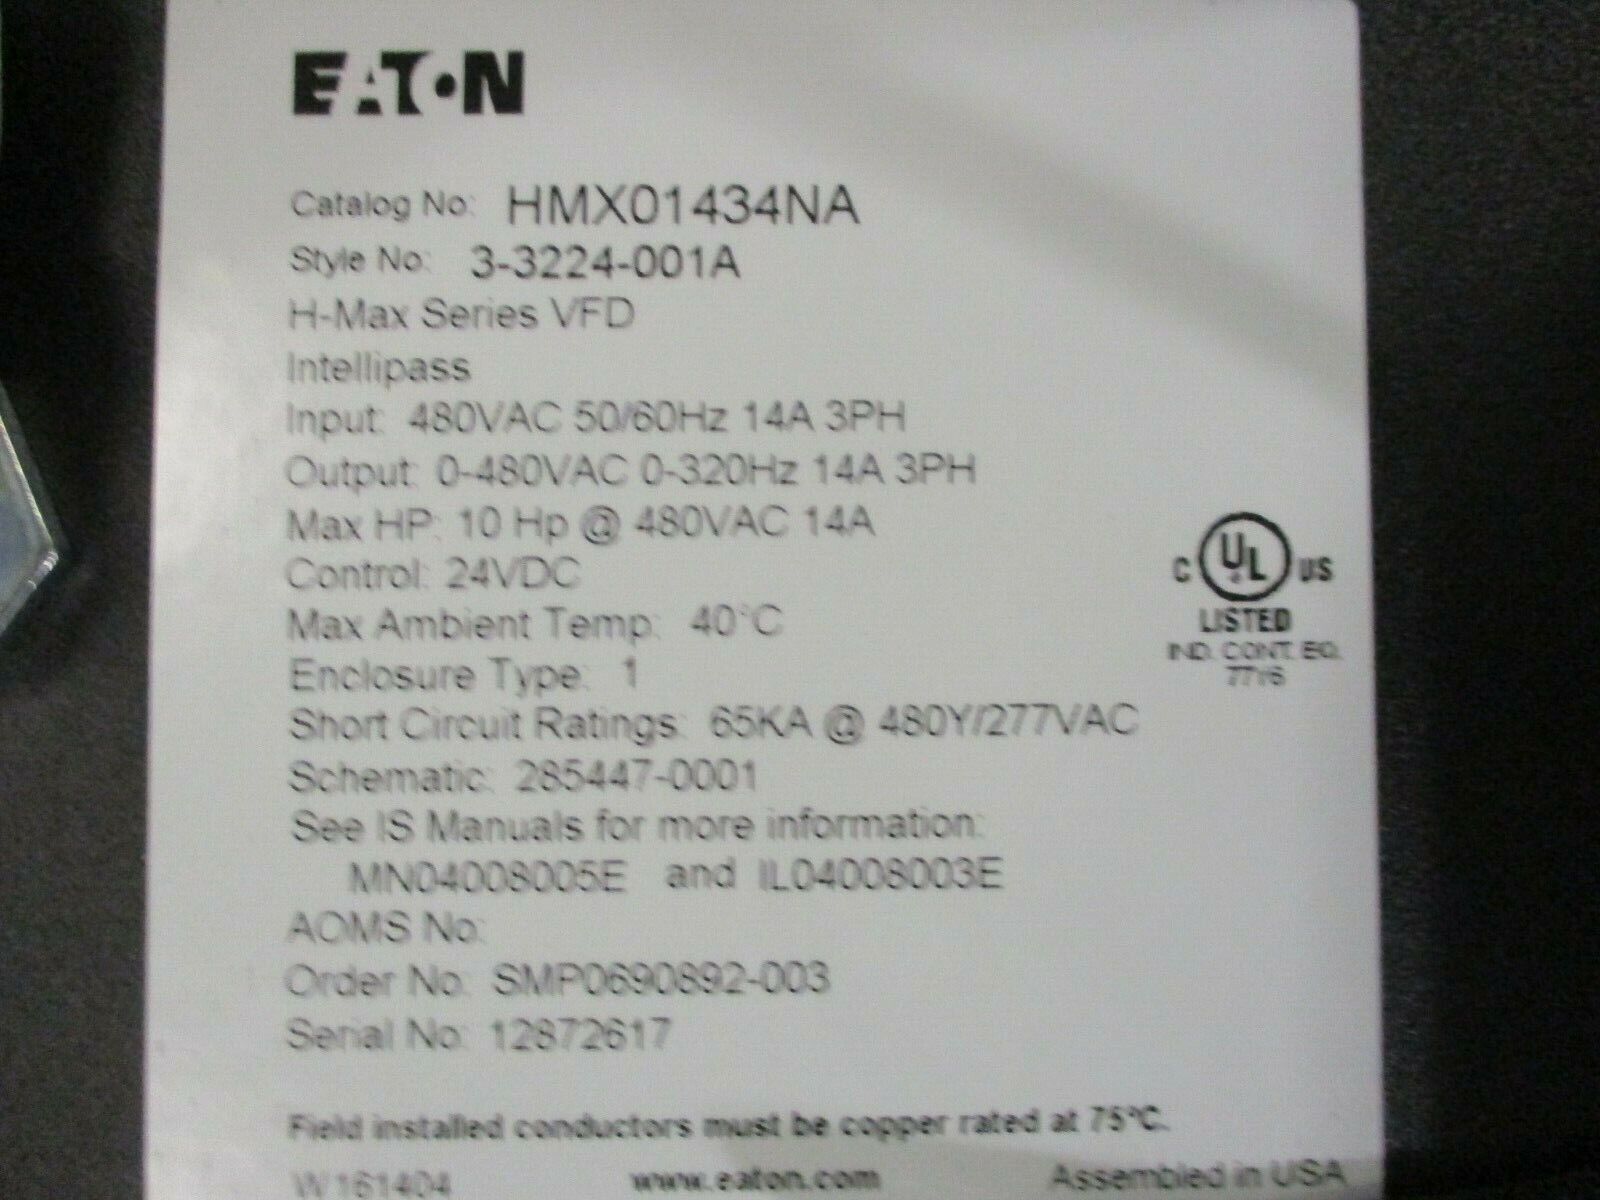 EATON
Catalog No: HMX01434NA
Style No: 3-3224-001A
H-Max Series VFD
Intellipass
Input: 480VAC 50/60Hz 14A 3PH
Output: 0-480VAC 0-320Hz 14A 3PH
Max HP: 10 Hp @ 480VAC 14A
Control: 24VDC
Max Ambient Temp: 40°C
Enclosure Type: 1
Short Circuit Ratings: 65KA @ 480Y/277VAC
Schematic: 285447-0001
See IS Manuals for more information:
MN04008005E and IL04008003E
AOMS No:
Order No: SMP0690892-003
Serial No: 12872617
C UL US
LISTED
IND. CONT. EQ.
Field installed conductors must be copper rated at 75°C.
W161404 www.eaton.com Assembled in USA